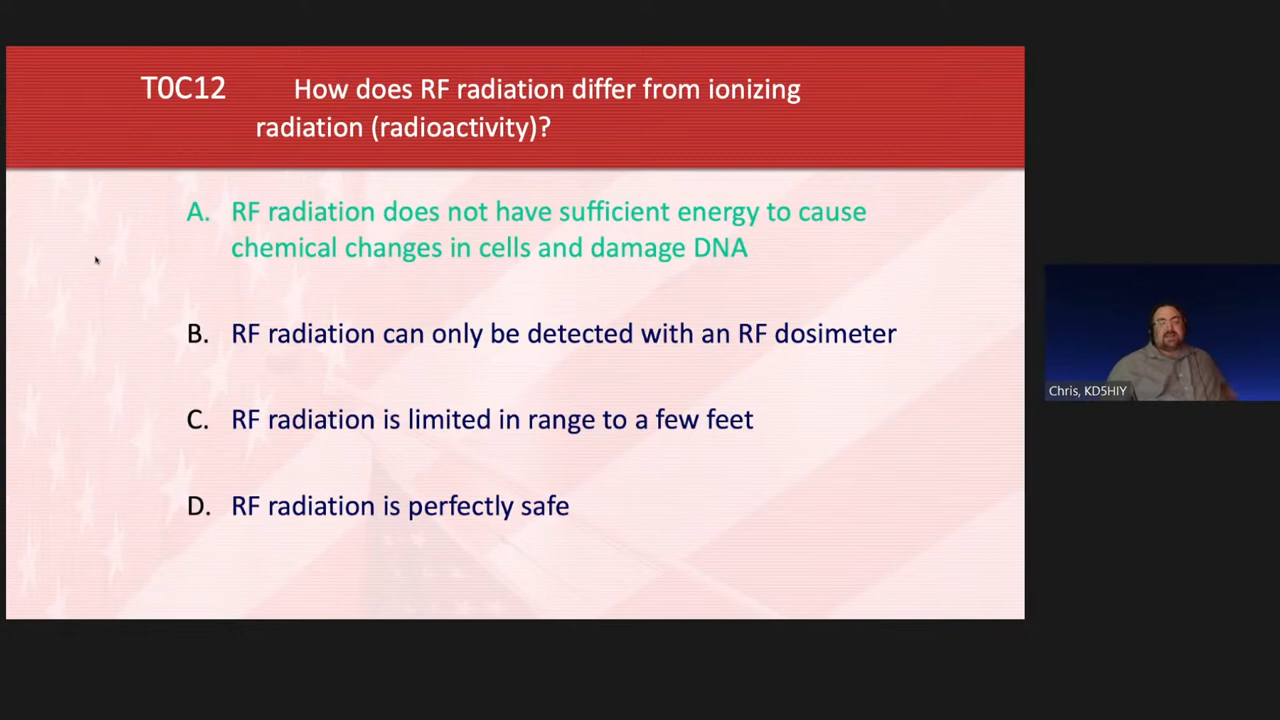 T0C12 How does RF radiation differ from ionizing
radiation (radioactivity)?
A. RF radiation does not have sufficient energy to cause
chemical changes in cells and damage DNA
B. RF radiation can only be detected with an RF dosimeter
C. RF radiation is limited in range to a few feet
D. RF radiation is perfectly safe
Chris, KD5HIY